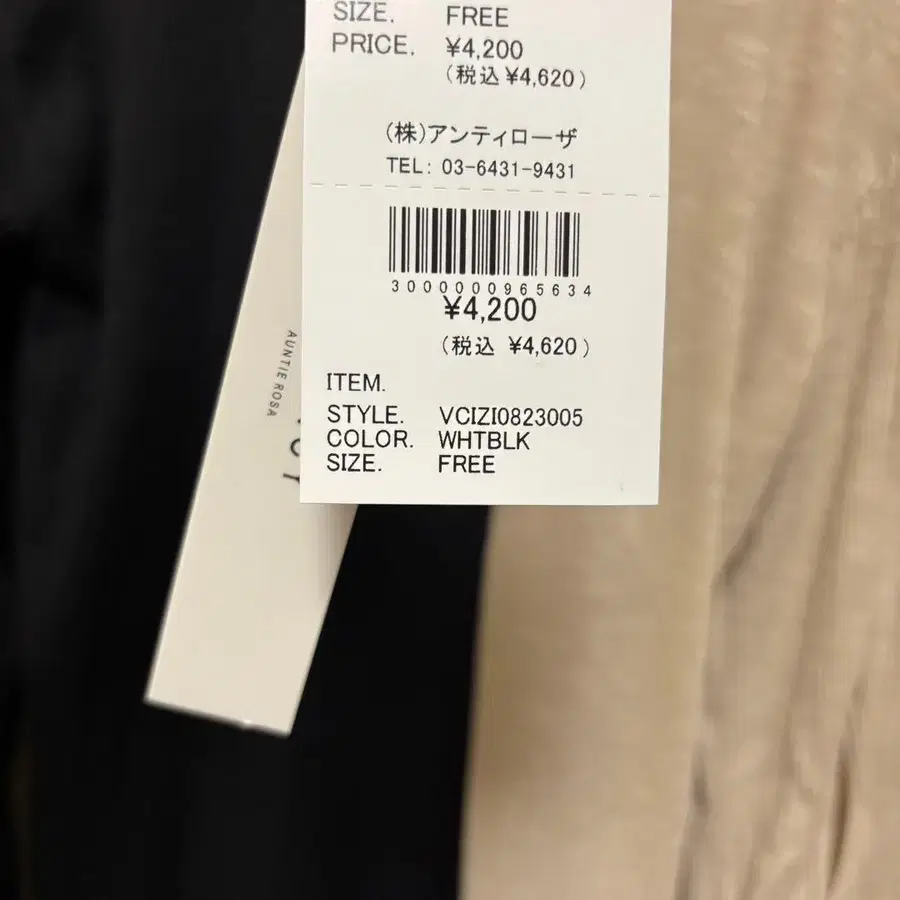 SIZE. FREE
PRICE. ¥4,200
(税込 ¥4,620)
(株)アンティローザ
TEL: 03-6431-9431
3000000965634
¥4,200
(税込 ¥4,620)
ITEM.
STYLE. VCIZI0823005
COLOR. WHTBLK
SIZE. FREE
AUNTIE ROSA